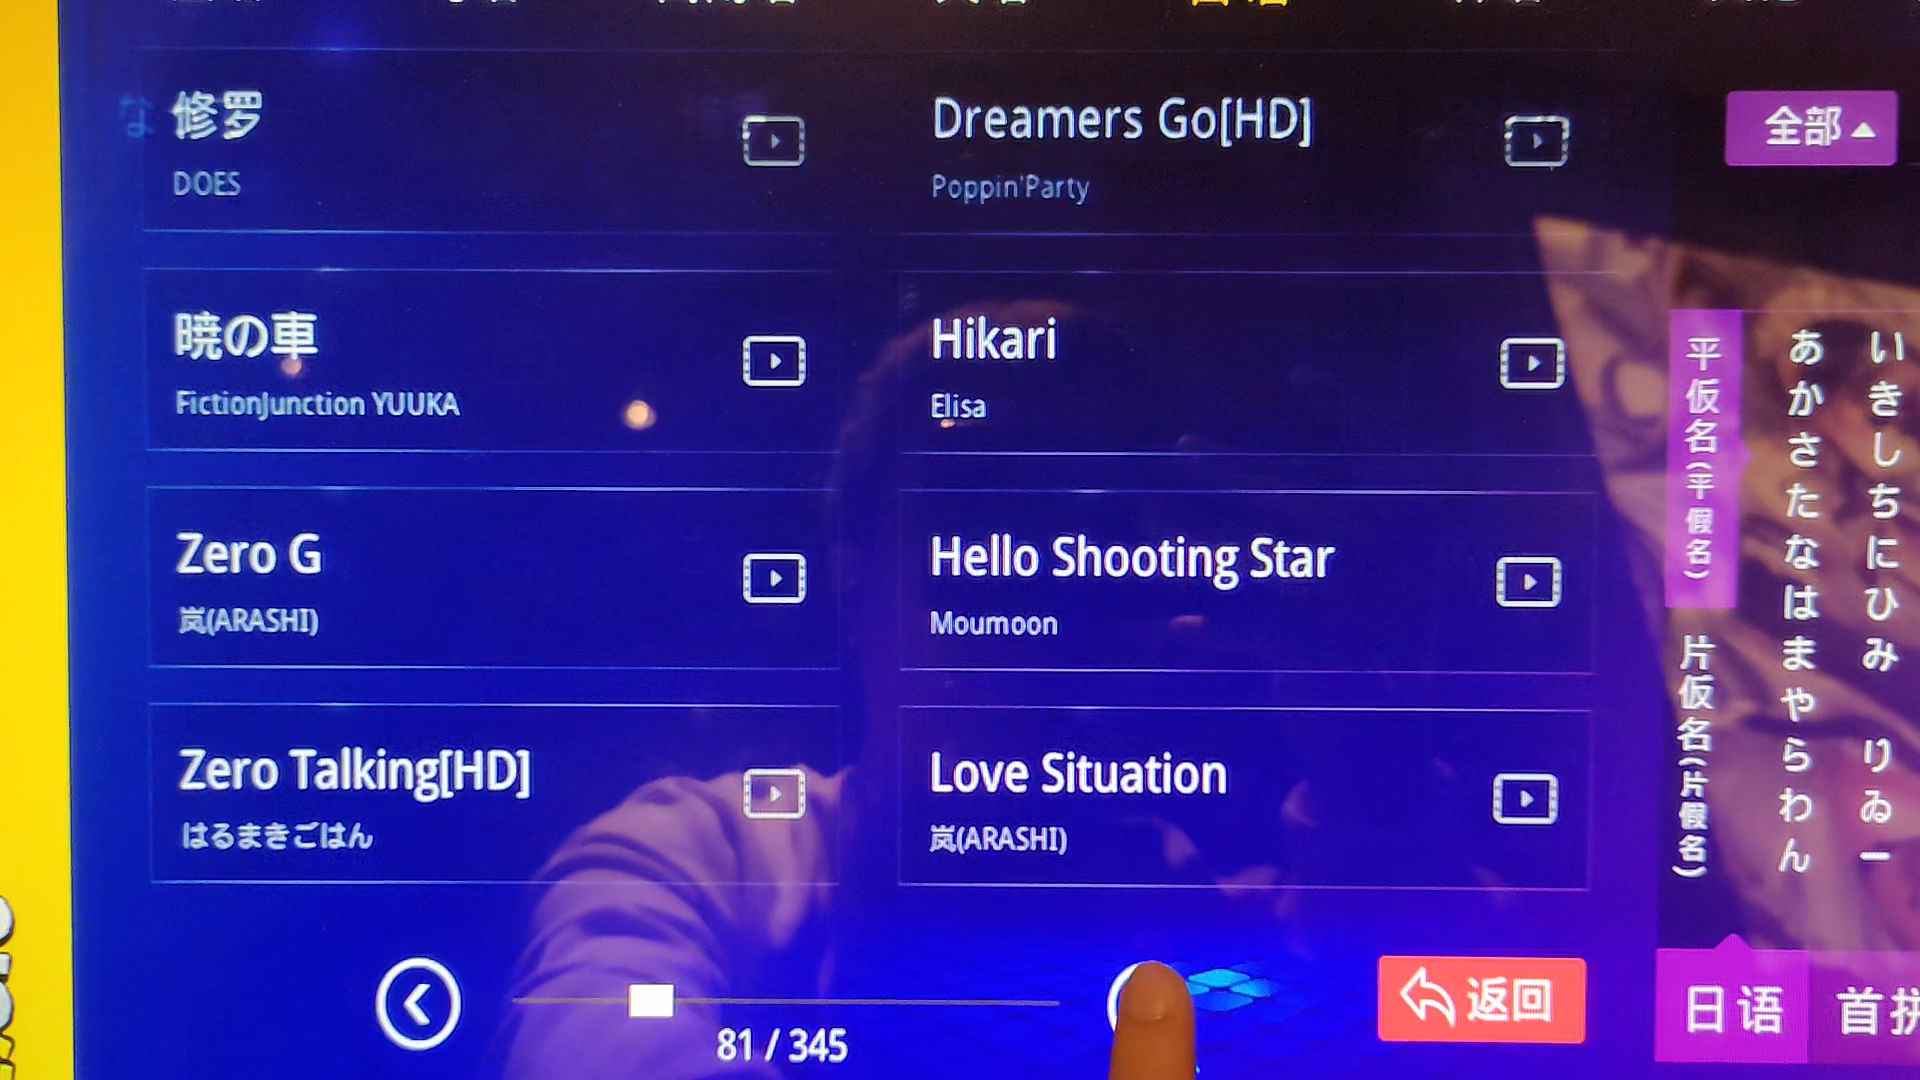 修罗
DOES
Dreamers Go[HD]
Poppin'Party
全部▲
暁の車
FictionJunction YUUKA
Hikari
Elisa
Zero G
岚(ARASHI)
Hello Shooting Star
Moumoon
Zero Talking[HD]
はるまきごはん
Love Situation
岚(ARASHI)
平仮名(平假名)
片仮名(片假名)
あかさたなはまやらわん
いきしちにひみ りゐー
81 / 345
返回
日语
首拼